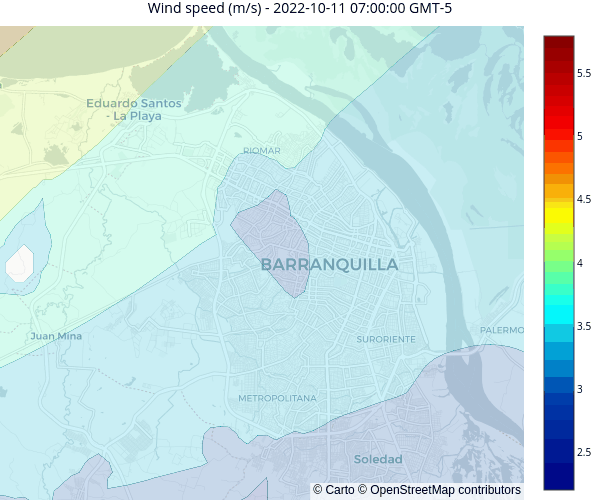 Wind speed (m/s) - 2022-10-11 07:00:00 GMT-5
Eduardo Santos
- La Playa
RIOMAR
BARRANQUILLA
Juan Mina
SURORIENTE
PALERMO
METROPOLITANA
Soledad
© Carto © OpenStreetMap contributors
5.5
5
4.5
4
3.5
3
2.5